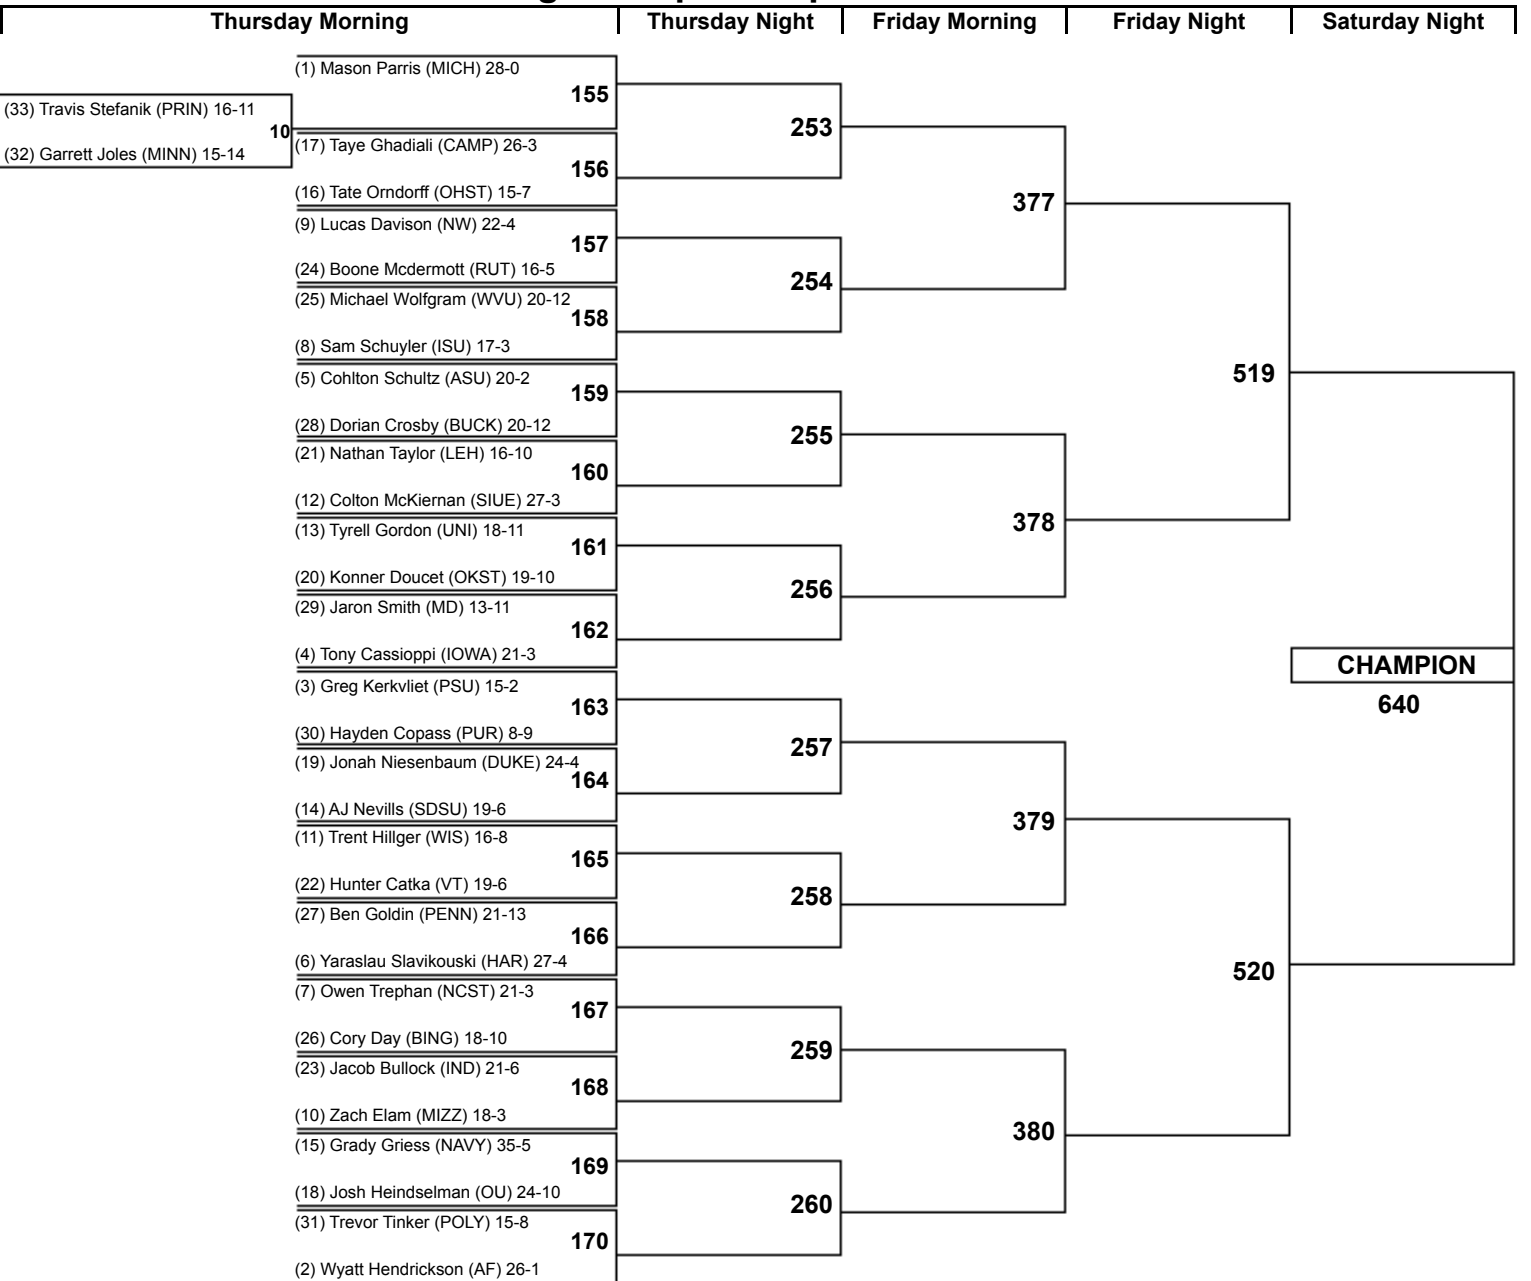 Thursday Morning
Thursday Night
Friday Morning
Friday Night
Saturday Night
(33) Travis Stefanik (PRIN) 16-11
10
(32) Garrett Joles (MINN) 15-14
(1) Mason Parris (MICH) 28-0
155
(17) Taye Ghadiali (CAMP) 26-3
156
(16) Tate Orndorff (OHST) 15-7
(9) Lucas Davison (NW) 22-4
157
(24) Boone Mcdermott (RUT) 16-5
(25) Michael Wolfgram (WVU) 20-12
158
(8) Sam Schuyler (ISU) 17-3
(5) Cohlton Schultz (ASU) 20-2
159
(28) Dorian Crosby (BUCK) 20-12
(21) Nathan Taylor (LEH) 16-10
160
(12) Colton McKiernan (SIUE) 27-3
(13) Tyrell Gordon (UNI) 18-11
161
(20) Konner Doucet (OKST) 19-10
(29) Jaron Smith (MD) 13-11
162
(4) Tony Cassioppi (IOWA) 21-3
(3) Greg Kerkvliet (PSU) 15-2
163
(30) Hayden Copass (PUR) 8-9
(19) Jonah Niesenbaum (DUKE) 24-4
164
(14) AJ Nevills (SDSU) 19-6
(11) Trent Hillger (WIS) 16-8
165
(22) Hunter Catka (VT) 19-6
(27) Ben Goldin (PENN) 21-13
166
(6) Yaraslau Slavikouski (HAR) 27-4
(7) Owen Trephan (NCST) 21-3
167
(26) Cory Day (BING) 18-10
(23) Jacob Bullock (IND) 21-6
168
(10) Zach Elam (MIZZ) 18-3
(15) Grady Griess (NAVY) 35-5
169
(18) Josh Heindselman (OU) 24-10
(31) Trevor Tinker (POLY) 15-8
170
(2) Wyatt Hendrickson (AF) 26-1
253
254
255
256
257
258
259
260
377
378
379
380
519
520
CHAMPION
640